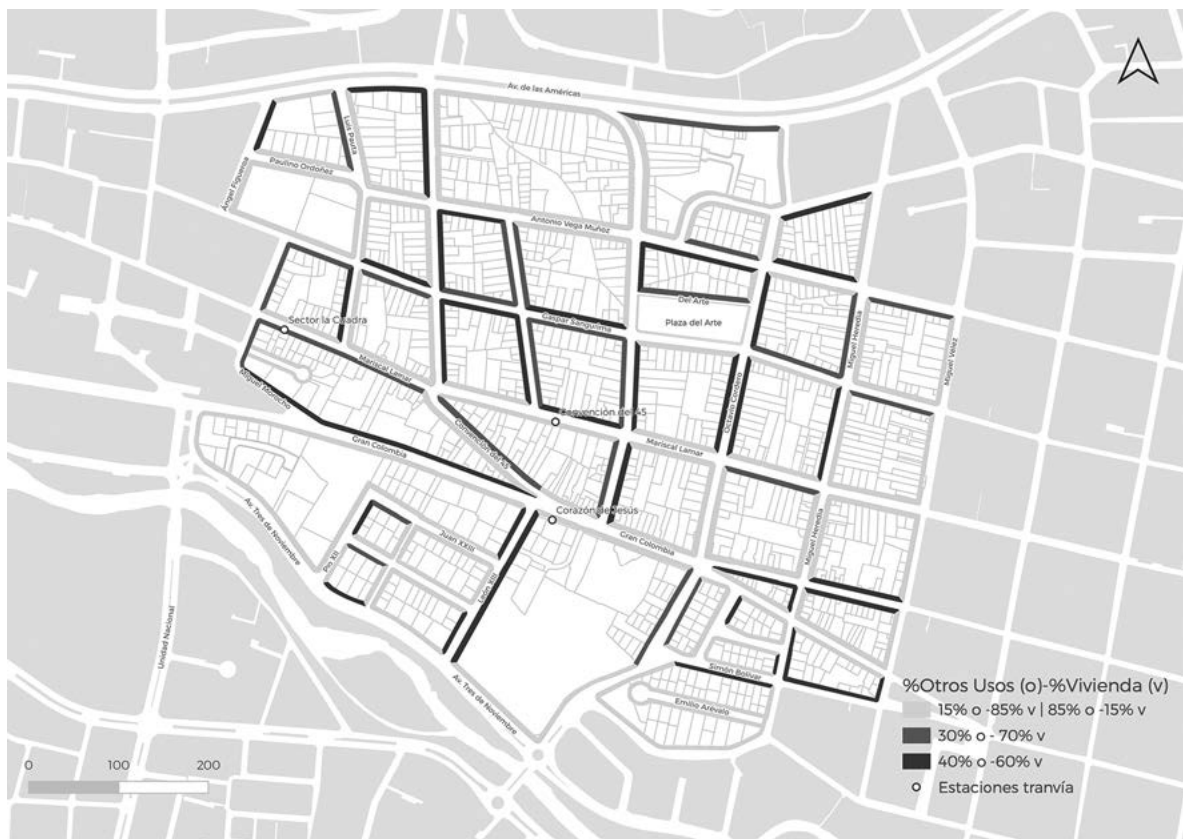 Av. de las Américas
Luis Pauta
Paulino Ordoñez
Ángel Figueroa
Antonio Vega Muñoz
Del Arte
Plaza del Arte
Gaspar Sangurima
Sector la Cuadra
Miguel Heredia
Miguel Vélez
Mariscal Lamar
Miguel Morocho
Convención del 45
Octavio Cordero
Convención del 45
Mariscal Lamar
Gran Colombia
Corazón de Jesús
Av. Tres de Noviembre
Juan XXIII
Gran Colombia
Miguel Heredia
Pío XII
León XIII
Unidad Nacional
Simón Bolívar
Emilio Arévalo
Av. Tres de Noviembre
%Otros Usos (o)-%Vivienda (v)
15% o -85% v | 85% o -15% v
30% o - 70% v
40% o -60% v
Estaciones tranvía
0 100 200